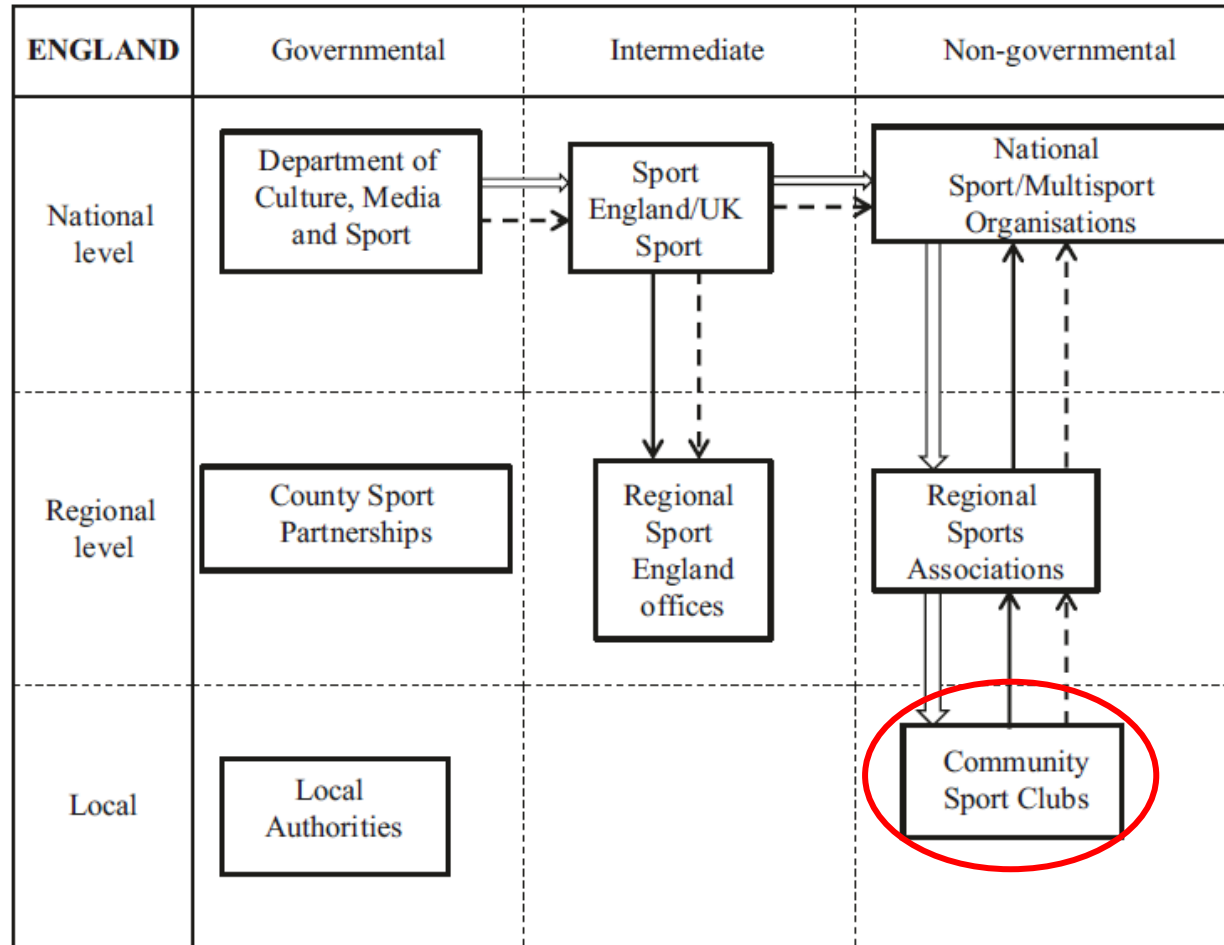 ENGLAND
Governmental
Intermediate
Non-governmental
National
level
Department of
Culture, Media
and Sport
Sport
England/UK
Sport
National
Sport/Multisport
Organisations
Regional
level
County Sport
Partnerships
Regional
Sport
England
offices
Regional
Sports
Associations
Local
Local
Authorities
Community
Sport Clubs